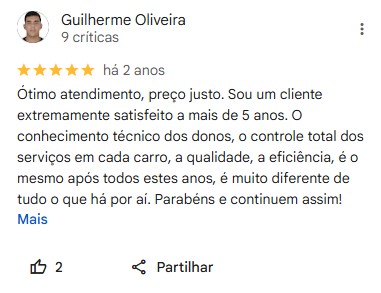 Guilherme Oliveira
9 críticas
há 2 anos
Ótimo atendimento, preço justo. Sou um cliente
extremamente satisfeito a mais de 5 anos. O
conhecimento técnico dos donos, o controle total dos
serviços em cada carro, a qualidade, a eficiência, é o
mesmo após todos estes anos, é muito diferente de
tudo o que há por aí. Parabéns e continuem assim!
Mais
2 Partilhar